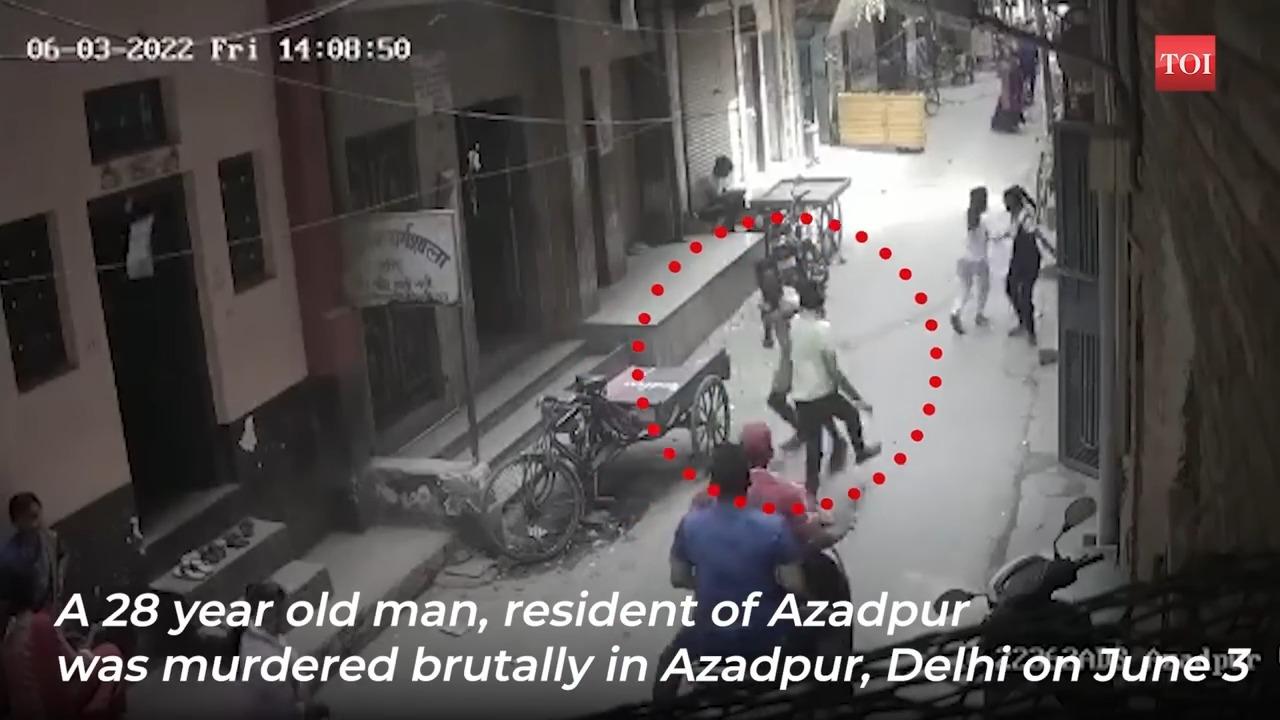 06-03-2022 Fri 14:08:50
TOI
A 28 year old man, resident of Azadpur
was murdered brutally in Azadpur, Delhi on June 3